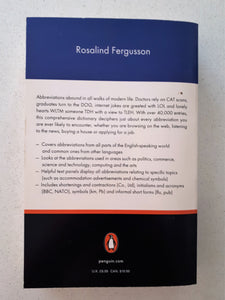 Rosalind Fergusson
Abbreviations abound in all walks of modern life. Doctors rely on CAT scans,
graduates turn to the DOG, internet jokes are greeted with LOL and lonely
hearts WLTM someone TDH with a view to TLEH. With over 40,000 entries,
this comprehensive dictionary deciphers just about every abbreviation you
are ever likely to encounter, whether you are browsing on the web, listening
to the news, buying a house or applying for a job.
– Covers abbreviations from all parts of the English-speaking world
and common ones from other languages
– Looks at the abbreviations used in areas such as politics, commerce,
science and technology, computing and the arts
– Helpful text panels display all abbreviations relating to specific topics
(such as accommodation advertisements and chemical symbols)
– Includes shortenings and contractions (Co., Ltd), initialisms and acronyms
(BBC, NATO), symbols (km, Pb) and informal short forms (flu, pub)
penguin.com